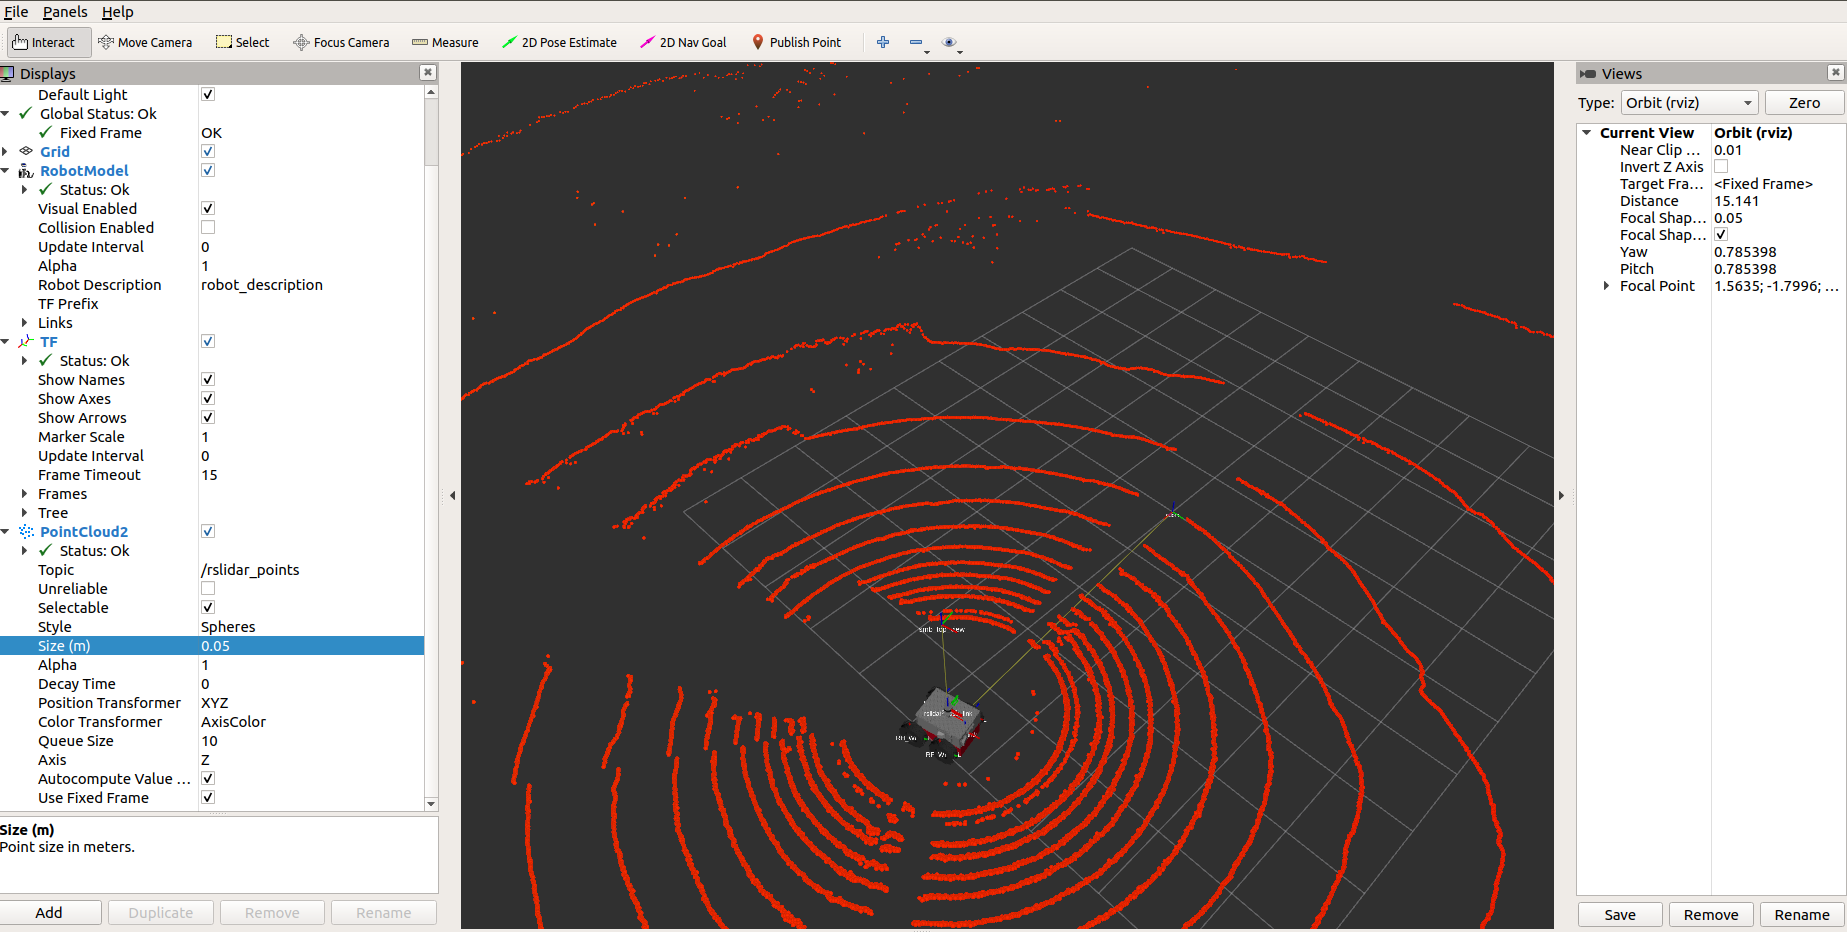 File Panels Help
Interact Move Camera Select Focus Camera Measure 2D Pose Estimate 2D Nav Goal Publish Point
Displays
Default Light
Global Status: Ok
Fixed Frame OK
Grid
RobotModel
Status: Ok
Visual Enabled
Collision Enabled
Update Interval 0
Alpha 1
Robot Description robot_description
TF Prefix
Links
TF
Status: Ok
Show Names
Show Axes
Show Arrows
Marker Scale 1
Update Interval 0
Frame Timeout 15
Frames
Tree
PointCloud2
Status: Ok
Topic /rslidar_points
Unreliable
Selectable
Style Spheres
Size (m) 0.05
Alpha 1
Decay Time 0
Position Transformer XYZ
Color Transformer AxisColor
Queue Size 10
Axis Z
Autocompute Value ...
Use Fixed Frame
Size (m)
Point size in meters.
Add Duplicate Remove Rename
smb_top_view
Views
Type: Orbit (rviz) Zero
Current View Orbit (rviz)
Near Clip ... 0.01
Invert Z Axis
Target Fra... <Fixed Frame>
Distance 15.141
Focal Shap... 0.05
Focal Shap...
Yaw 0.785398
Pitch 0.785398
Focal Point 1.5635; -1.7996; ...
Save Remove Rename